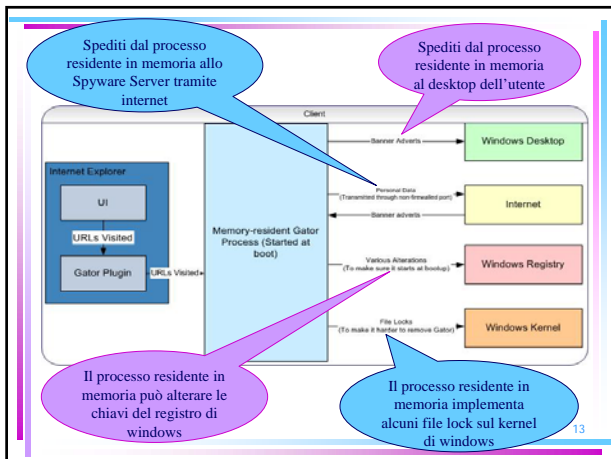 Spediti dal processo
residente in memoria allo
Spyware Server tramite
internet
Spediti dal processo
residente in memoria
al desktop dell'utente
Client
Banner Adverts
Windows Desktop
Internet Explorer
UI
URLs Visited
Gator Plugin
URLs Visited
Memory-resident Gator
Process (Started at
boot)
Personal Data
(Transmitted through non-firewalled port)
Internet
Banner adverts
Various Alterations
(To make sure it starts at bootup)
Windows Registry
File Locks
(To make it harder to remove Gator)
Windows Kernel
Il processo residente in
memoria può alterare le
chiavi del registro di
windows
Il processo residente in
memoria implementa
alcuni file lock sul kernel
di windows
13